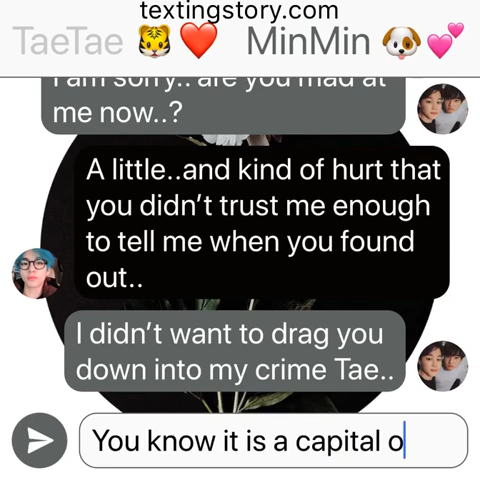 textingstory.com
TaeTae 🐯❤️ MinMin 🐶💕
I am sorry.. are you mad at
me now..?
A little..and kind of hurt that
you didn’t trust me enough
to tell me when you found
out..
I didn’t want to drag you
down into my crime Tae..
You know it is a capital o